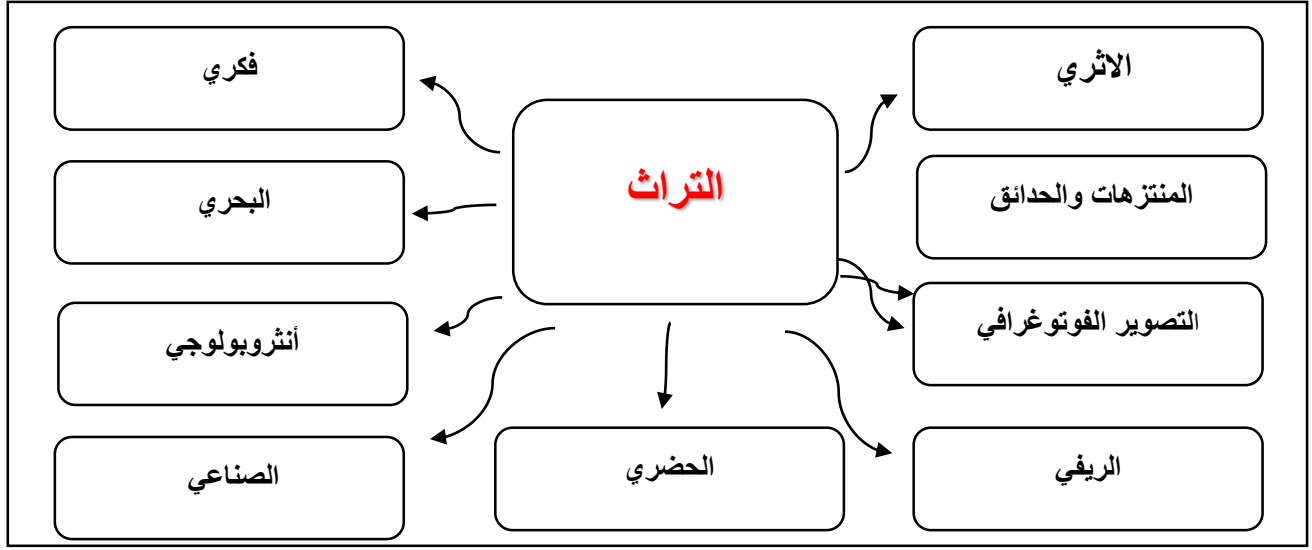 الاثري
فكري
التراث
المنتزهات والحدائق
البحري
التصوير الفوتوغرافي
أنثروبولوجي
الريفي
الحضري
الصناعي